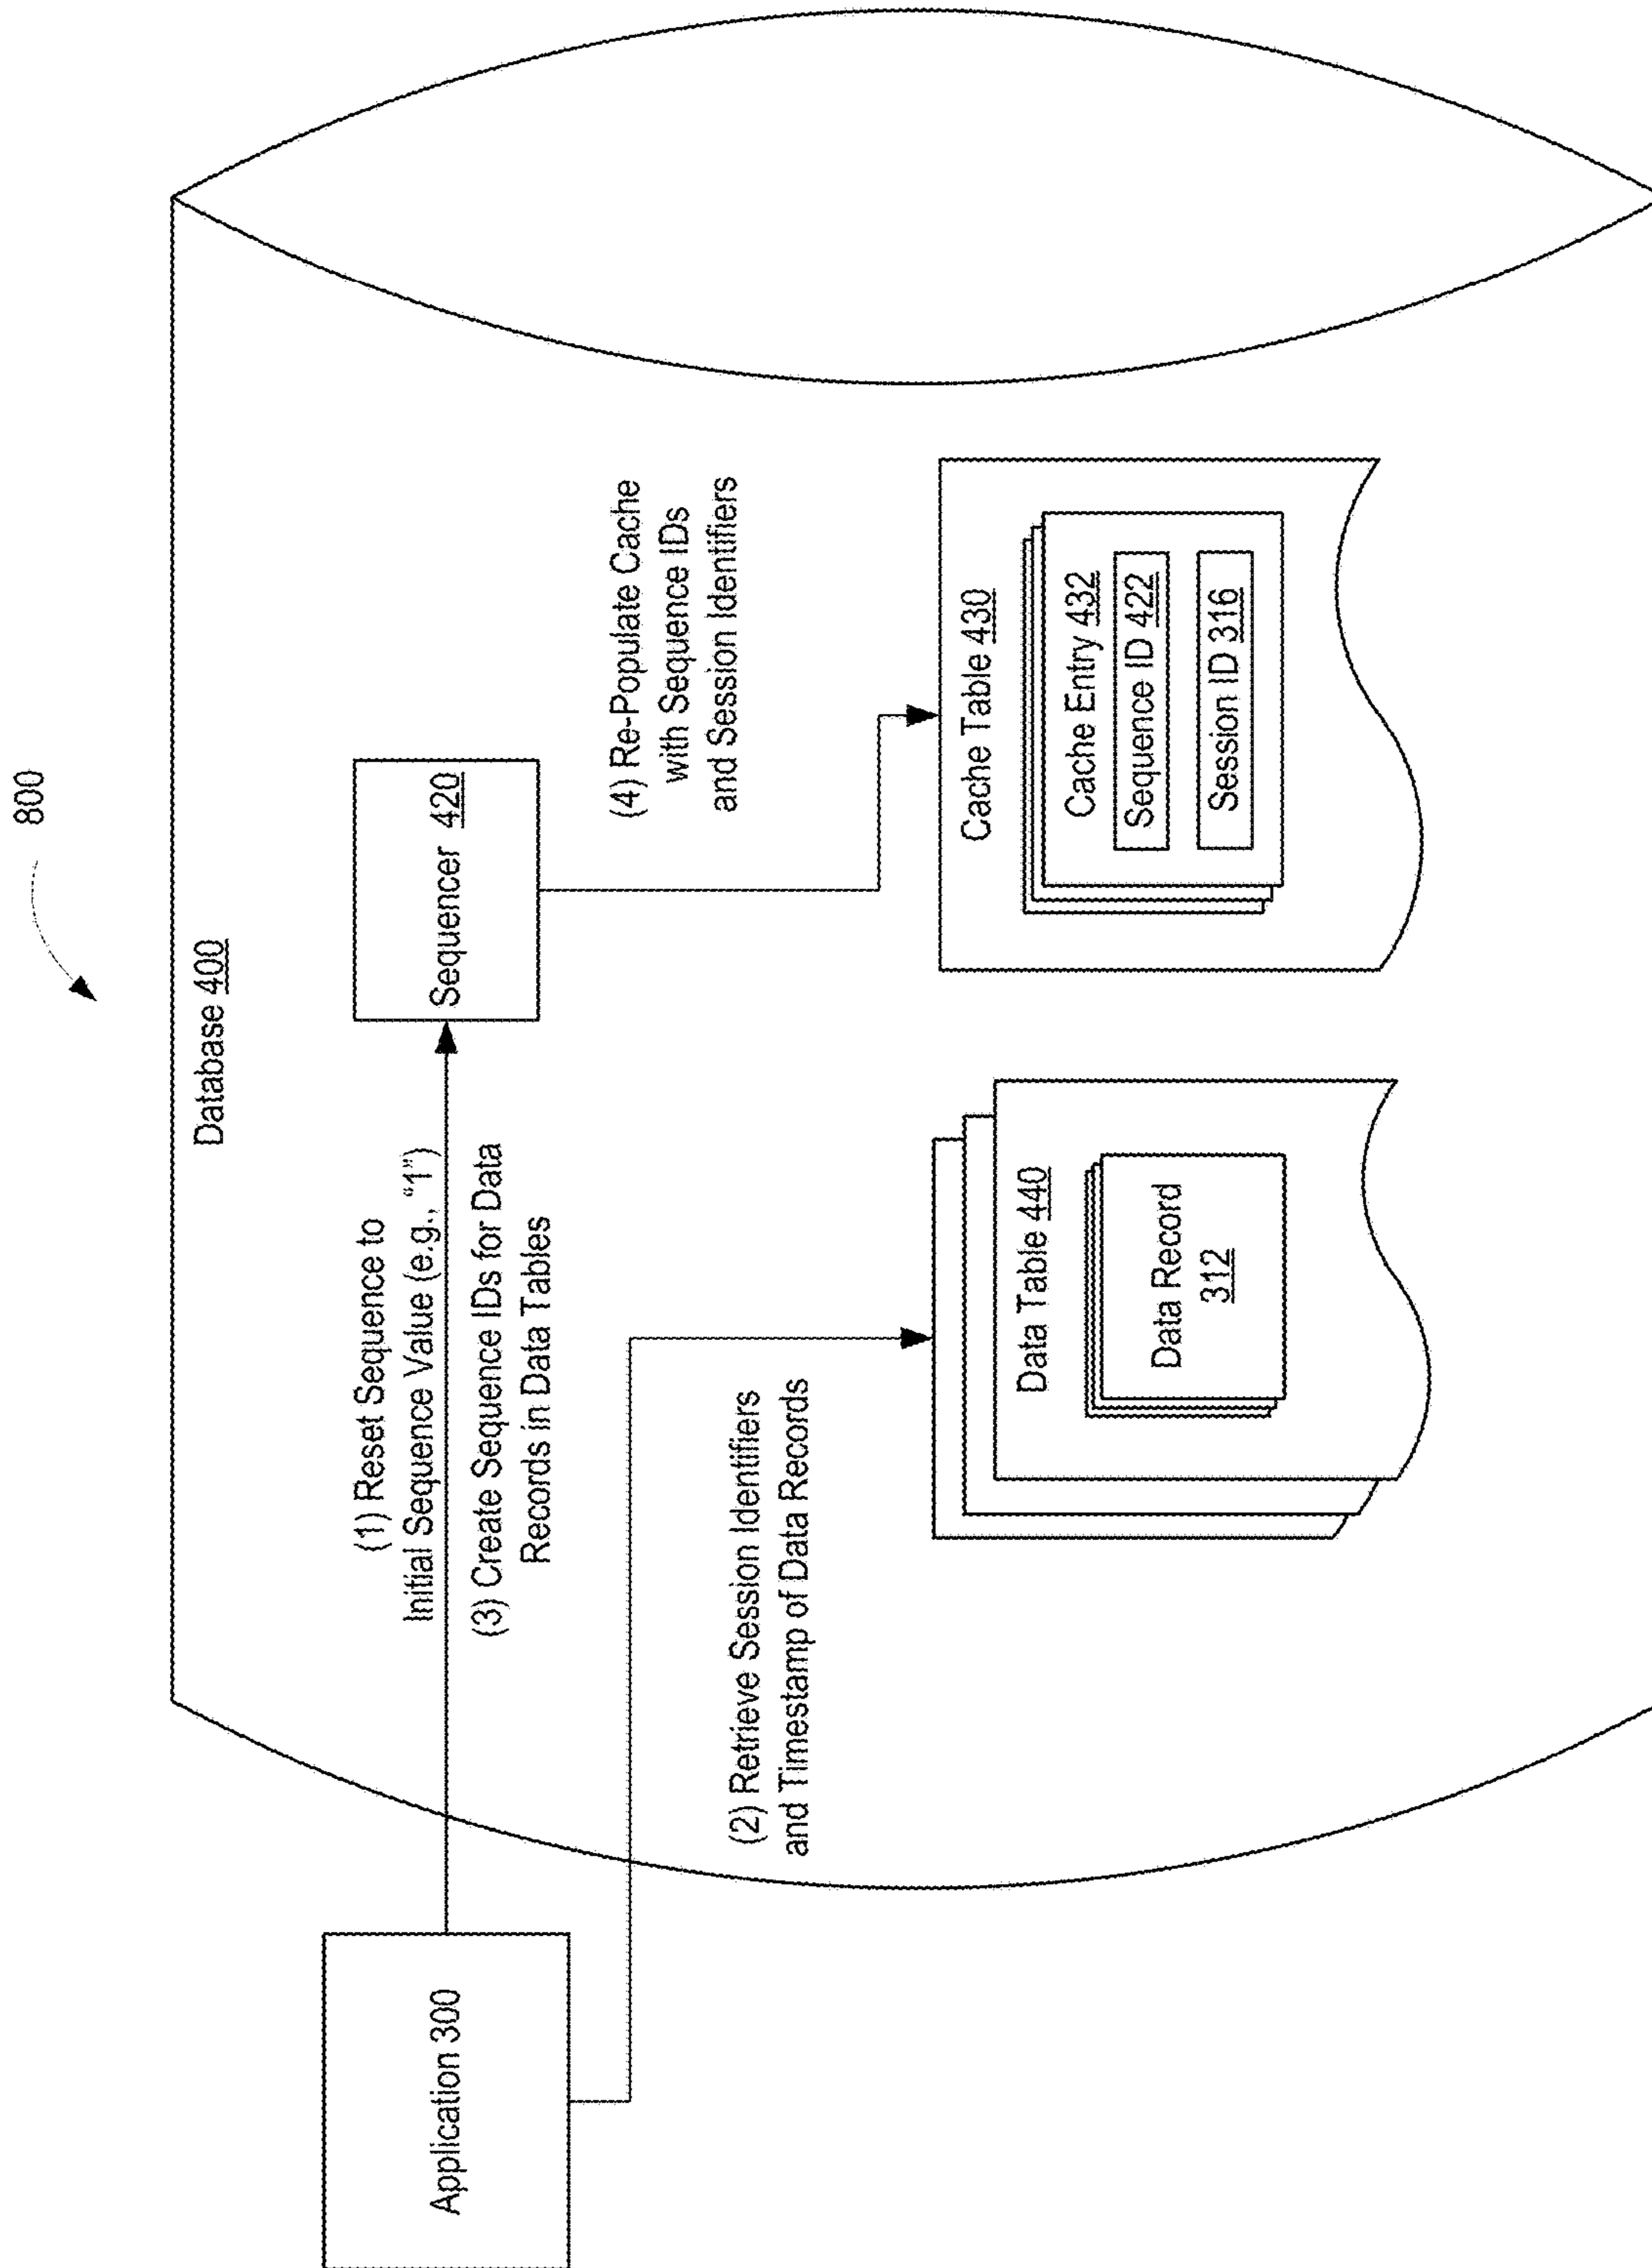 800
Database 400
Application 300
(1) Reset Sequence to
Initial Sequence Value (e.g., “1”)
(3) Create Sequence IDs for Data
Records in Data Tables
Sequencer 420
(2) Retrieve Session Identifiers
and Timestamp of Data Records
(4) Re-Populate Cache
with Sequence IDs
and Session Identifiers
Data Table 440
Data Record
312
Cache Table 430
Cache Entry 432
Sequence ID 422
Session ID 316